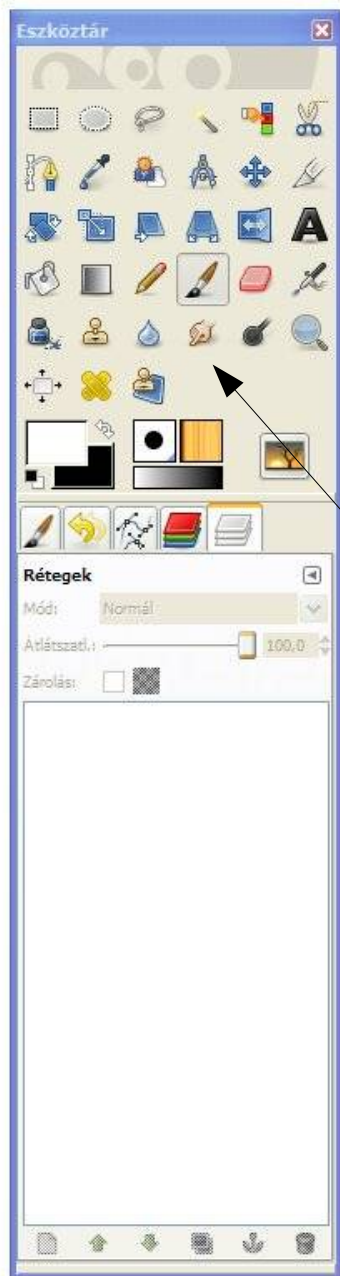 Eszköztár
Rétegek
Mód: Normál
Átlátszatl.: 100,0
Zárolás: